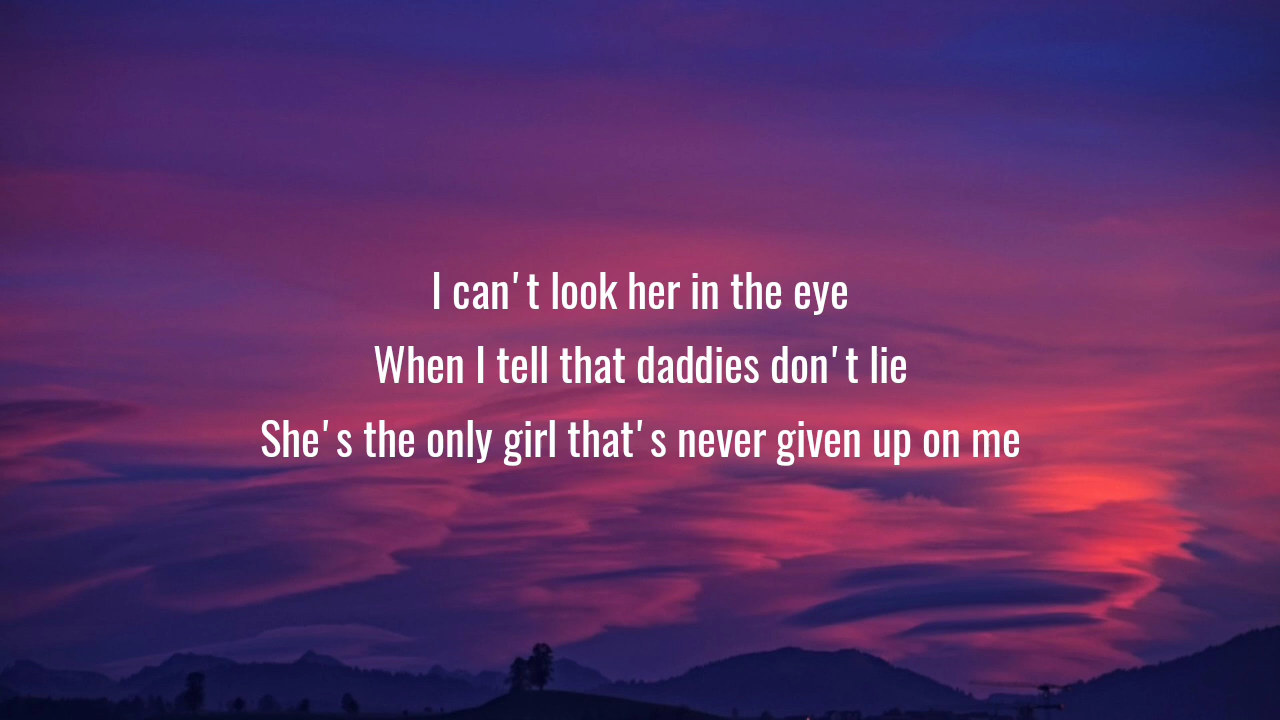 I can't look her in the eye
When I tell that daddies don't lie
She's the only girl that's never given up on me